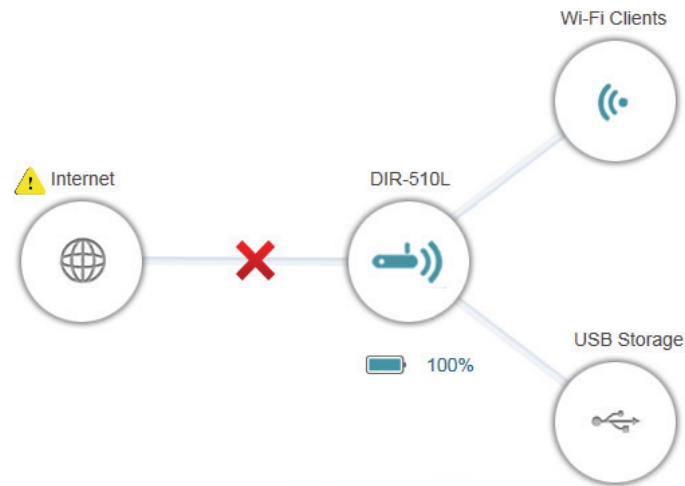 Wi-Fi Clients
Internet
DIR-510L
USB Storage
100%